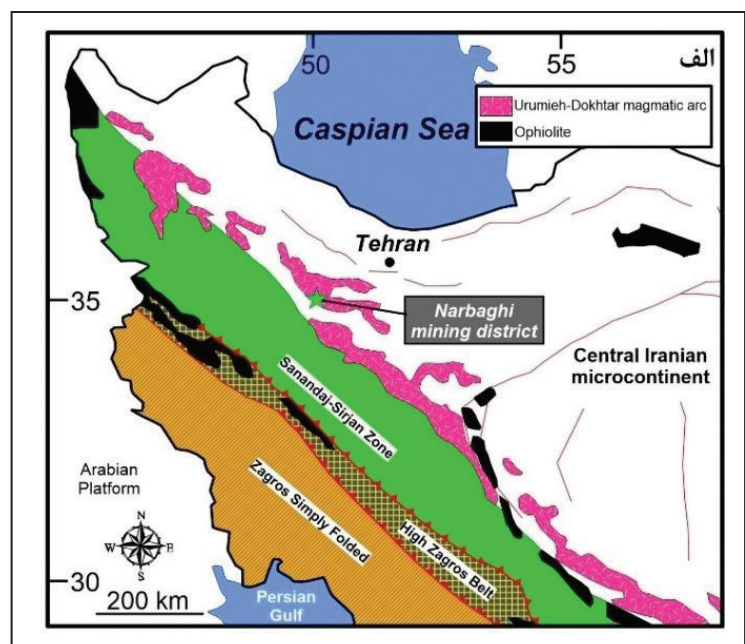 50
55
الف
Urumieh-Dokhtar magmatic arc
Ophiolite
Caspian Sea
Tehran
35
Narbaghi
mining district
Central Iranian
microcontinent
Sanandaj-Sirjan Zone
Arabian
Platform
Zagros Simply Folded
High Zagros Belt
N
W
E
S
30
200 km
Persian
Gulf